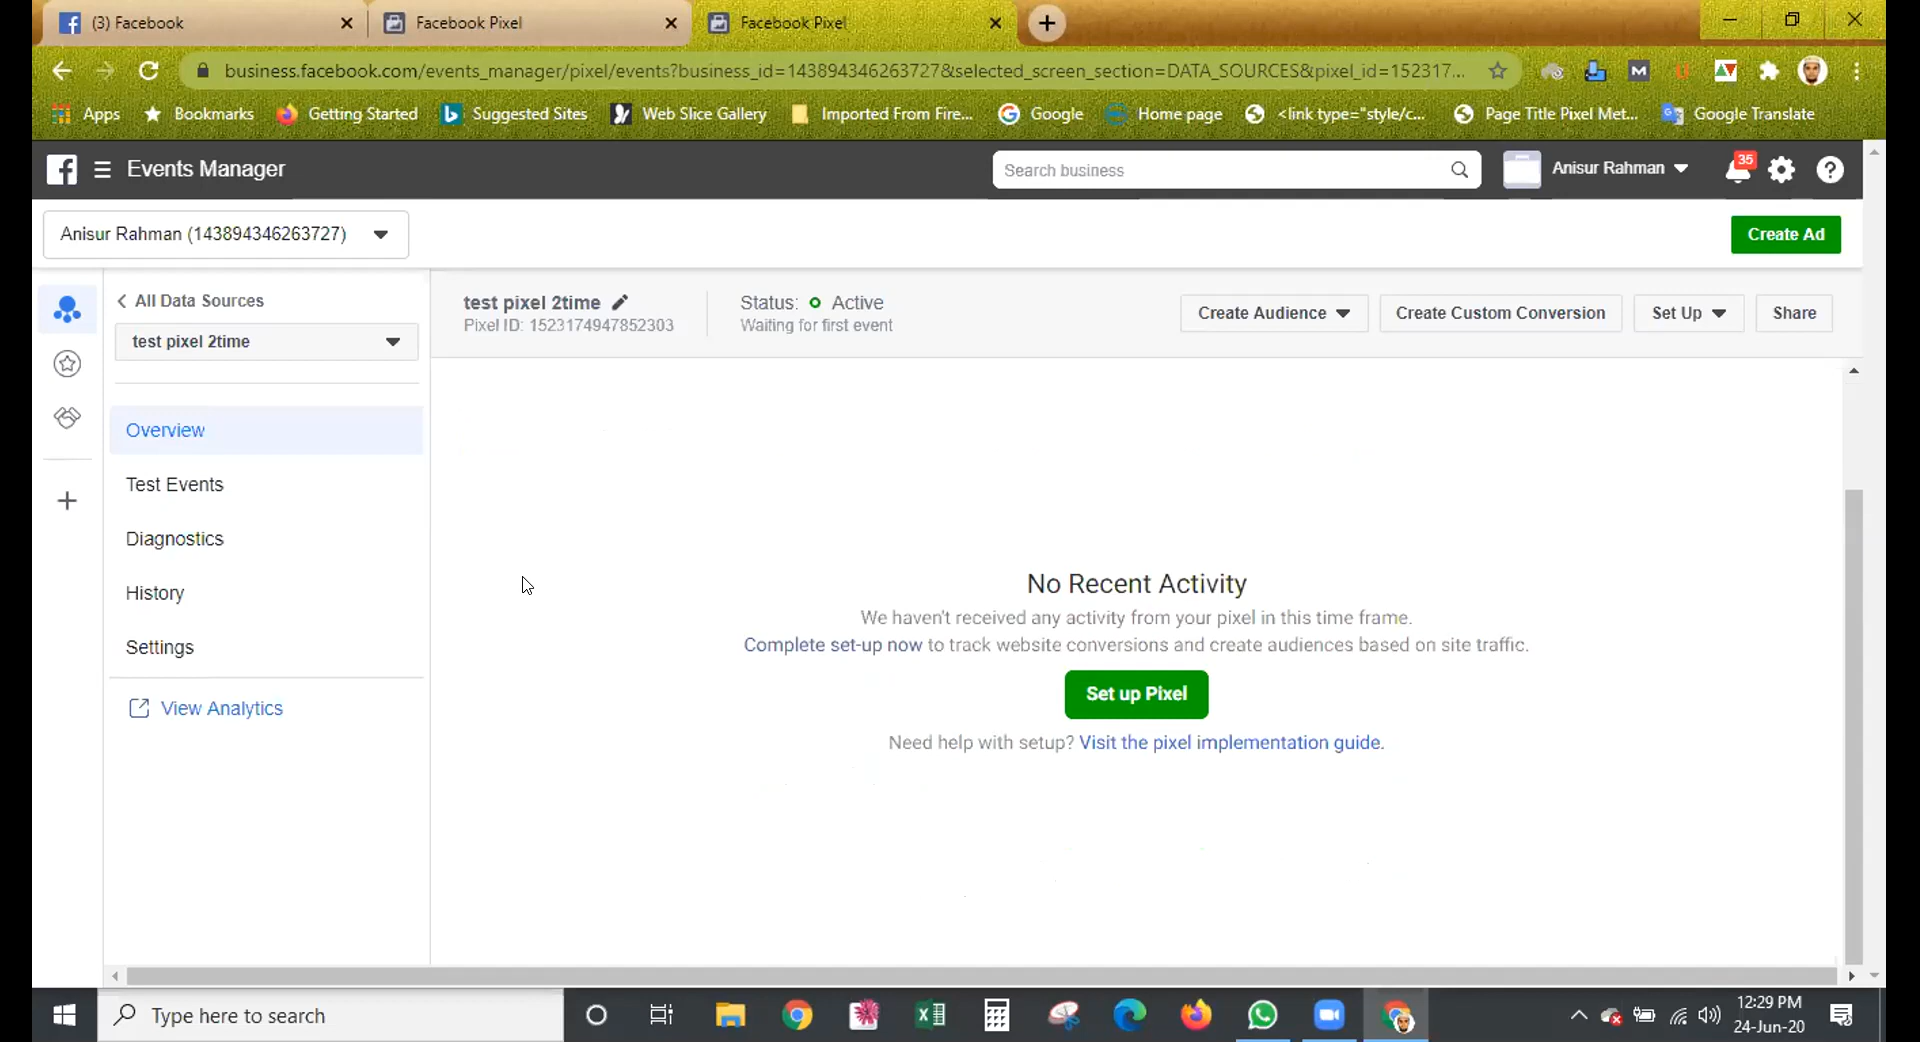 (3) Facebook
Facebook Pixel
Facebook Pixel
business.facebook.com/events_manager/pixel/events?business_id=143894346263727&selected_screen_section=DATA_SOURCES&pixel_id=152317...
M
Apps
Bookmarks
Getting Started
Suggested Sites
Web Slice Gallery
Imported From Fire...
Google
Home page
<link type="style/c...
Page Title Pixel Met...
Google Translate
Events Manager
Search business
Anisur Rahman
35
Anisur Rahman (143894346263727)
Create Ad
All Data Sources
test pixel 2time
Overview
Test Events
Diagnostics
History
Settings
View Analytics
test pixel 2time
Pixel ID: 1523174947852303
Status: Active
Waiting for first event
Create Audience
Create Custom Conversion
Set Up
Share
No Recent Activity
We haven't received any activity from your pixel in this time frame.
Complete set-up now to track website conversions and create audiences based on site traffic.
Set up Pixel
Need help with setup? Visit the pixel implementation guide.
Type here to search
12:29 PM
24-Jun-20